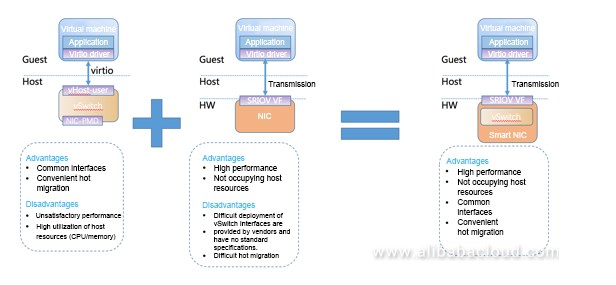 Virtual machine
Application
Virtio driver
Guest
virtio
Host
vHost-user
vSwitch
NIC-PMD
Advantages
• Common interfaces
• Convenient hot
migration
Disadvantages
• Unsatisfactory performance
• High utilization of host
resources (CPU/memory)
Virtual machine
Application
Virtio driver
Guest
Host
Transmission
HW
SRIOV VF
NIC
Advantages
• High performance
• Not occupying host
resources
Disadvantages
• Difficult deployment of
vSwitch interfaces are
• provided by vendors and
have no standard
specifications.
• Difficult hot migration
Virtual machine
Application
Virtio driver
Guest
Host
Transmission
HW
SRIOV VF
vSwitch
Smart NIC
Advantages
• High performance
• Not occupying host
resources
• Common
interfaces
• Convenient
hot migration
www.alibabacloud.com